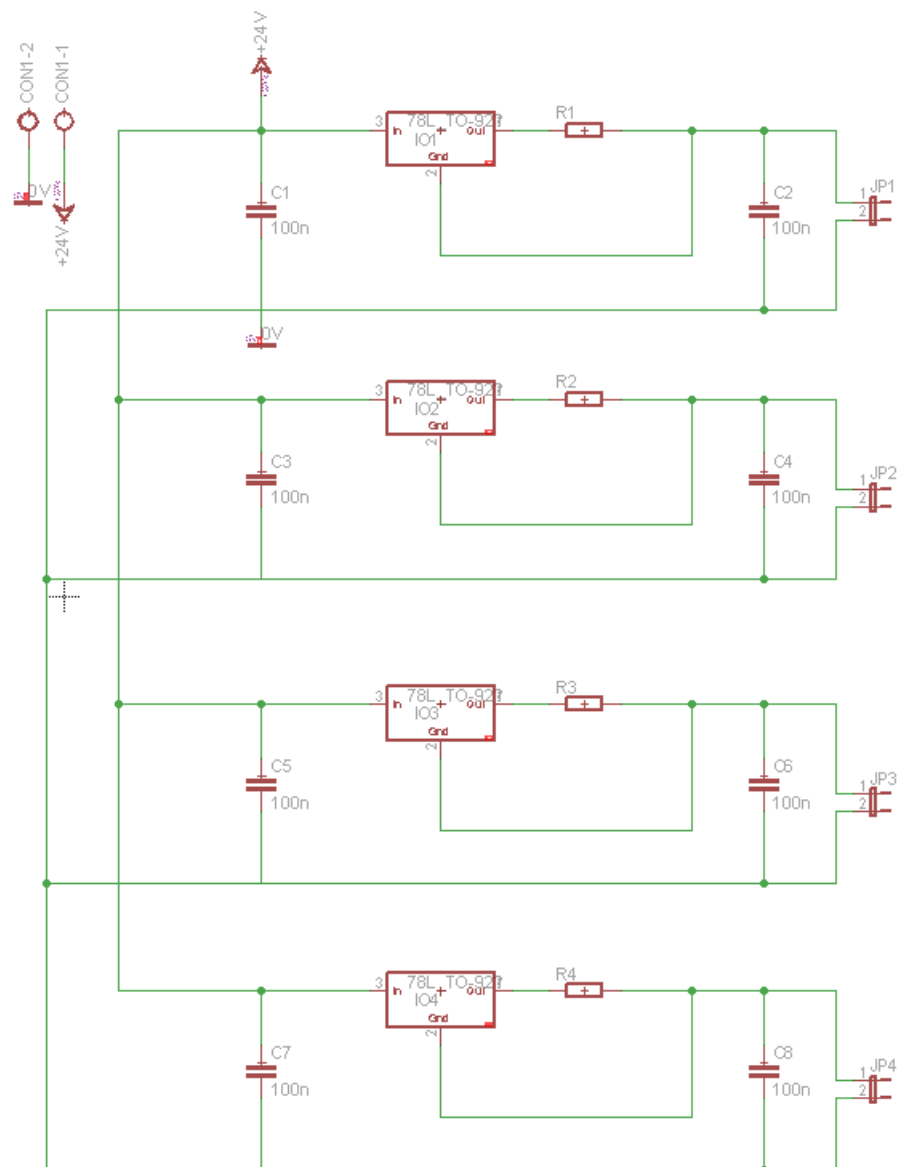 CON1-2
CON1-1
+24V
0V
+24V
3
78L
TO-92
In
+
Out
IO1
Gnd
2
R1
C1
100n
C2
100n
1
2
JP1
0V
3
78L
TO-92
In
+
Out
IO2
Gnd
2
R2
C3
100n
C4
100n
1
2
JP2
3
78L
TO-92
In
+
Out
IO3
Gnd
2
R3
C5
100n
C6
100n
1
2
JP3
3
78L
TO-92
In
+
Out
IO4
Gnd
2
R4
C7
100n
C8
100n
1
2
JP4